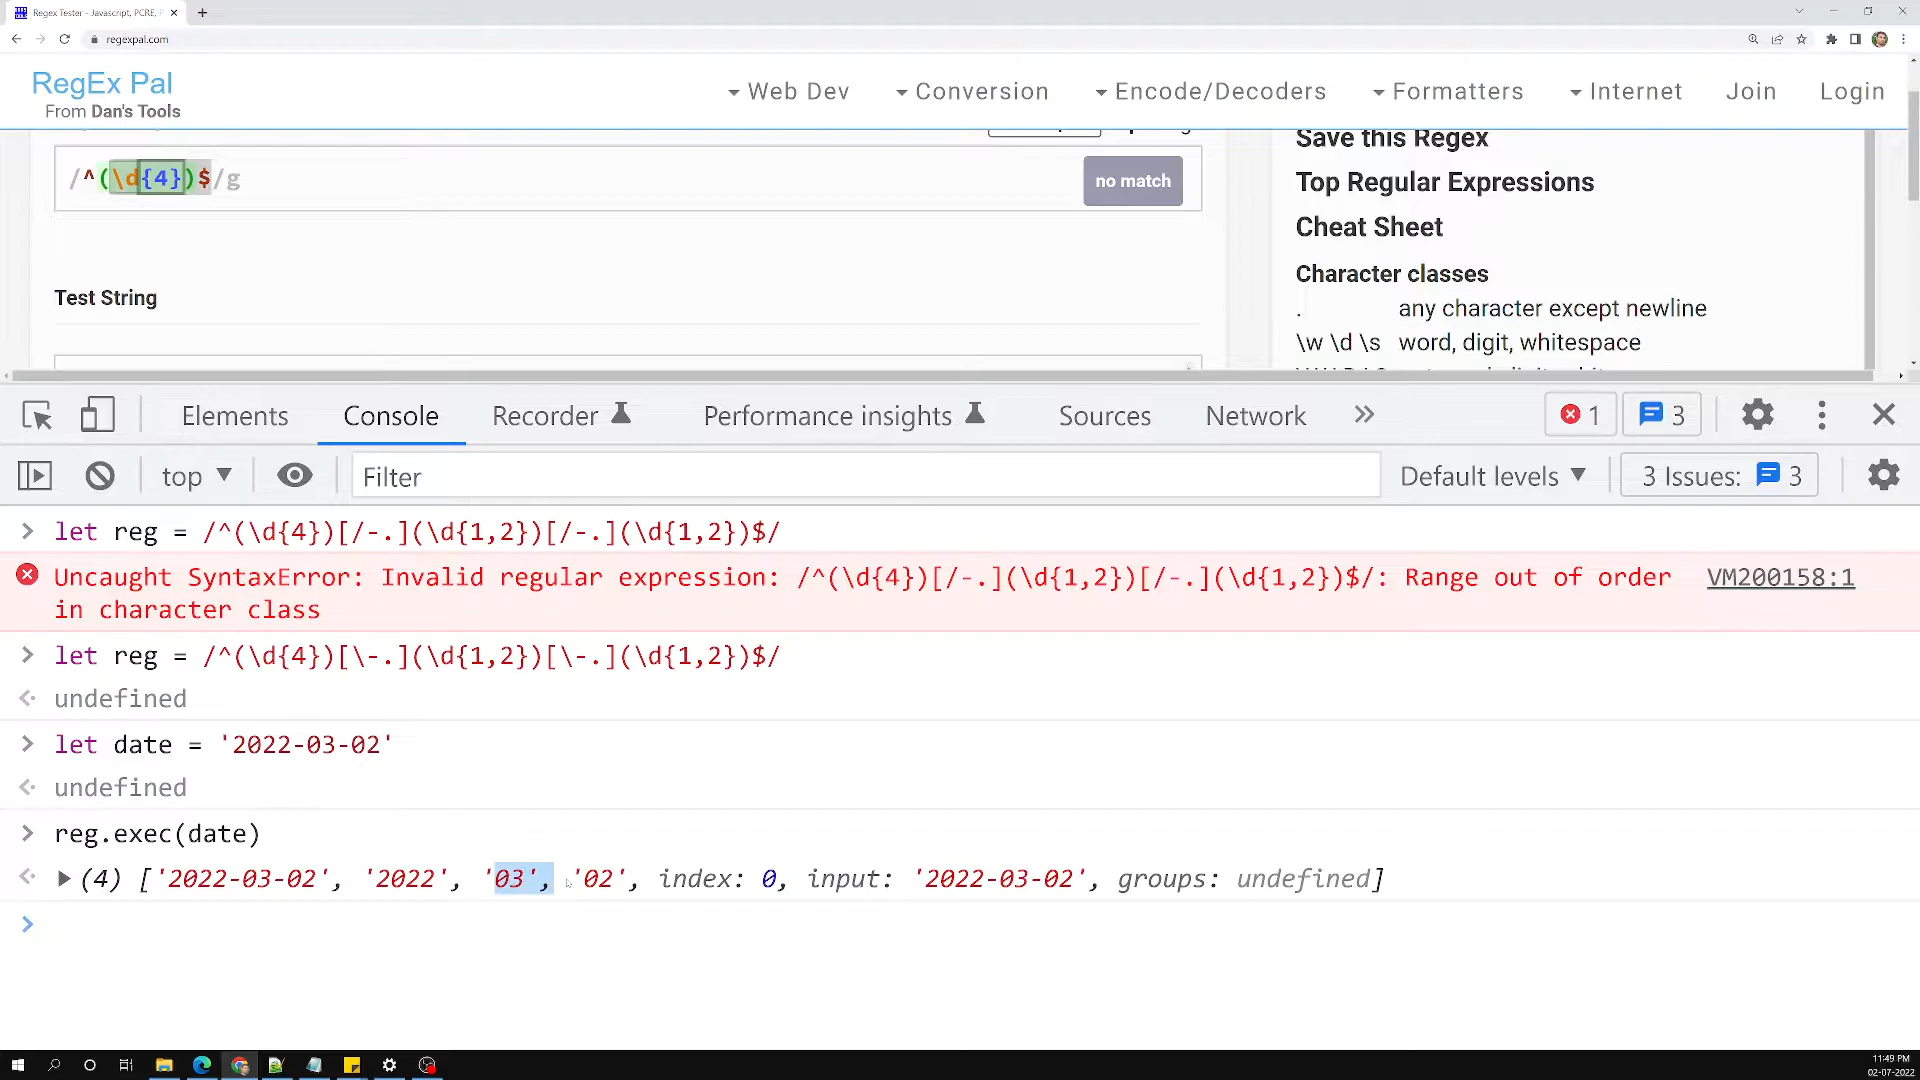 Regex Tester - Javascript, PCRE, P
regexpal.com
RegEx Pal
From Dan's Tools
Web Dev
Conversion
Encode/Decoders
Formatters
Internet
Join
Login
/^(\d{4})$/g
no match
Test String
Save this Regex
Top Regular Expressions
Cheat Sheet
Character classes
. any character except newline
\w \d \s word, digit, whitespace
Elements
Console
Recorder
Performance insights
Sources
Network
1
3
top
Filter
Default levels
3 Issues: 3
> let reg = /^(\d{4})[/-.](\d{1,2})[/-.](\d{1,2})$/
Uncaught SyntaxError: Invalid regular expression: /^(\d{4})[/-.](\d{1,2})[/-.](\d{1,2})$/: Range out of order VM200158:1
in character class
> let reg = /^(\d{4})[\-.](\d{1,2})[\-.](\d{1,2})$/
undefined
> let date = '2022-03-02'
undefined
> reg.exec(date)
(4) ['2022-03-02', '2022', '03', '02', index: 0, input: '2022-03-02', groups: undefined]
>
11:49 PM
02-07-2022